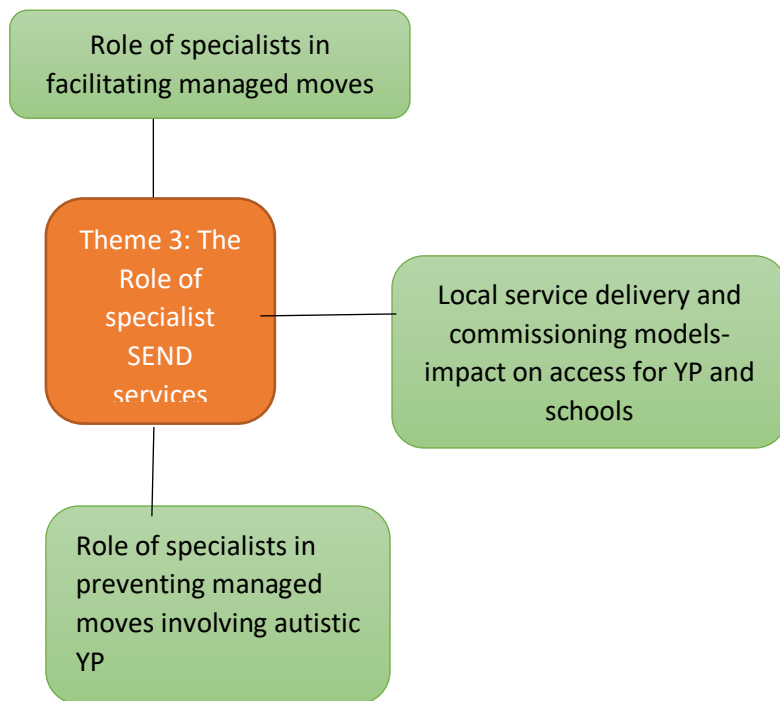 Role of specialists in
facilitating managed moves
Theme 3: The
Role of
specialist
SEND
services
Local service delivery and
commissioing models-
impact on access for YP and
schools
Role of specialists in
preventing managed
moves involving autistic
YP